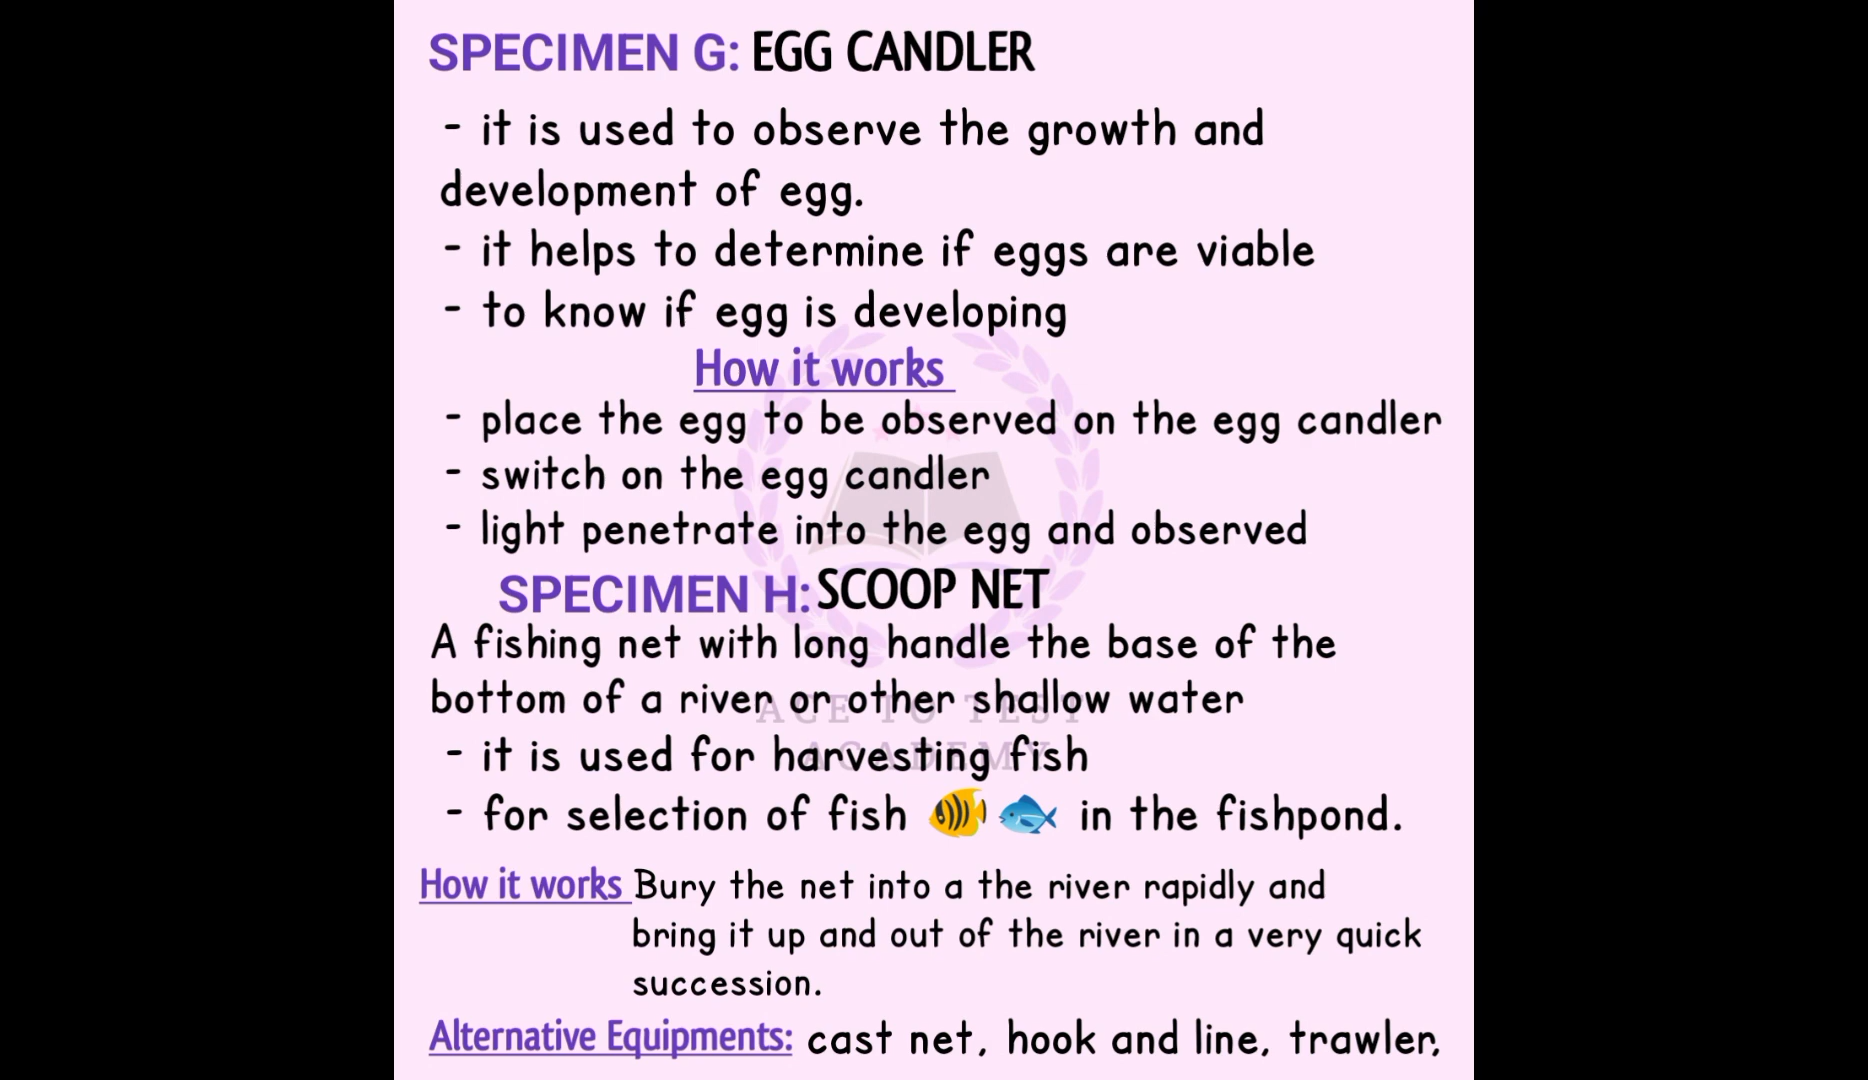 SPECIMEN G: EGG CANDLER
- it is used to observe the growth and
development of egg.
- it helps to determine if eggs are viable
- to know if egg is developing
How it works
- place the egg to be observed on the egg candler
- switch on the egg candler
- light penetrate into the egg and observed
SPECIMEN H: SCOOP NET
A fishing net with long handle the base of the
bottom of a river or other shallow water
ACE TO TEST
- it is used for harvesting fish
ACADEMY
- for selection of fish 🐠🐟 in the fishpond.
How it works Bury the net into a the river rapidly and
bring it up and out of the river in a very quick
succession.
Alternative Equipments: cast net, hook and line, trawler,